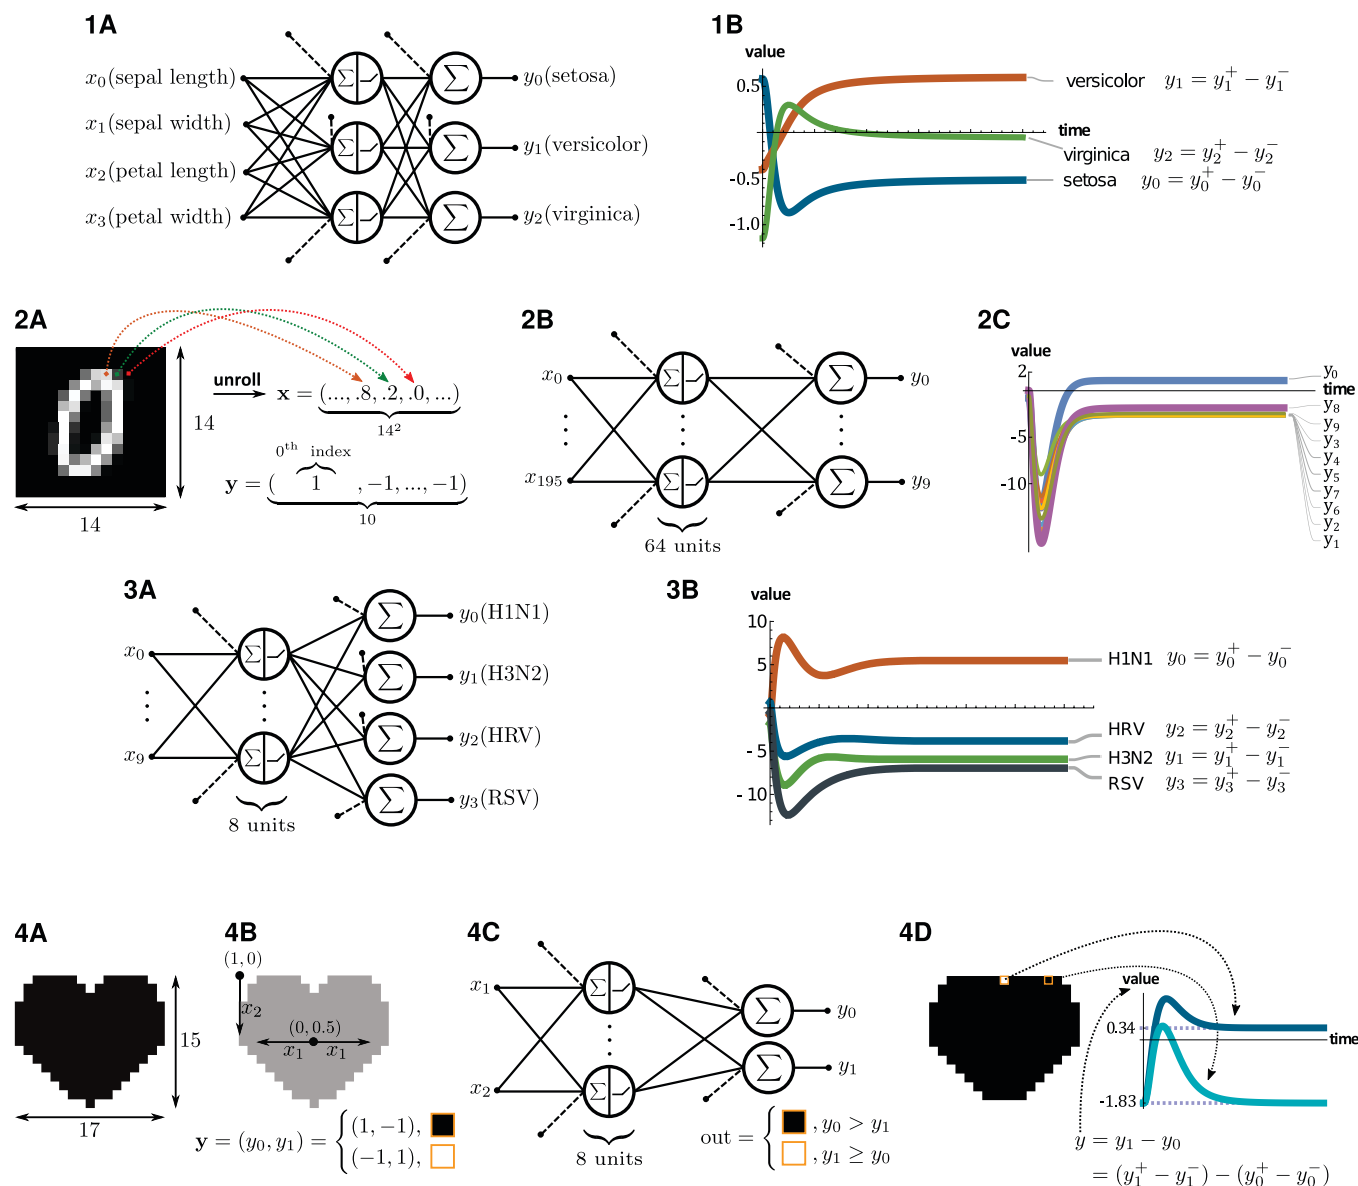 1A
x₀(sepal length)
x₁(sepal width)
x₂(petal length)
x₃(petal width)
Σ Σ
Σ Σ
Σ Σ
y₀(setosa)
y₁(versicolor)
y₂(virginica)
1B
value
0.5
-0.5
-1.0
time
versicolor y₁ = y₁⁺ − y₁⁻
virginica y₂ = y₂⁺ − y₂⁻
setosa y₀ = y₀⁺ − y₀⁻
2A
14
14
unroll
x = (..., .8, .2, .0, ...)
14²
0ᵗʰ index
y = ( 1 , −1, ..., −1)
10
2B
x₀
x₁₉₅
Σ Σ
Σ Σ
y₀
y₉
64 units
2C
value
2
-5
-10
time
y₀
y₈
y₉
y₃
y₄
y₅
y₇
y₆
y₂
y₁
3A
x₀
x₉
Σ Σ
Σ
Σ
Σ Σ
y₀(H1N1)
y₁(H3N2)
y₂(HRV)
y₃(RSV)
8 units
3B
value
10
5
-5
-10
H1N1 y₀ = y₀⁺ − y₀⁻
HRV y₂ = y₂⁺ − y₂⁻
H3N2 y₁ = y₁⁺ − y₁⁻
RSV y₃ = y₃⁺ − y₃⁻
4A
15
17
4B
(1, 0)
x₂
(0, 0.5)
x₁ x₁
y = (y₀, y₁) = { (1, −1),
(−1, 1),
4C
x₁
x₂
Σ Σ
Σ Σ
y₀
y₁
8 units
out = { , y₀ > y₁
, y₁ ≥ y₀
4D
value
0.34
-1.83
time
y = y₁ − y₀
= (y₁⁺ − y₁⁻) − (y₀⁺ − y₀⁻)